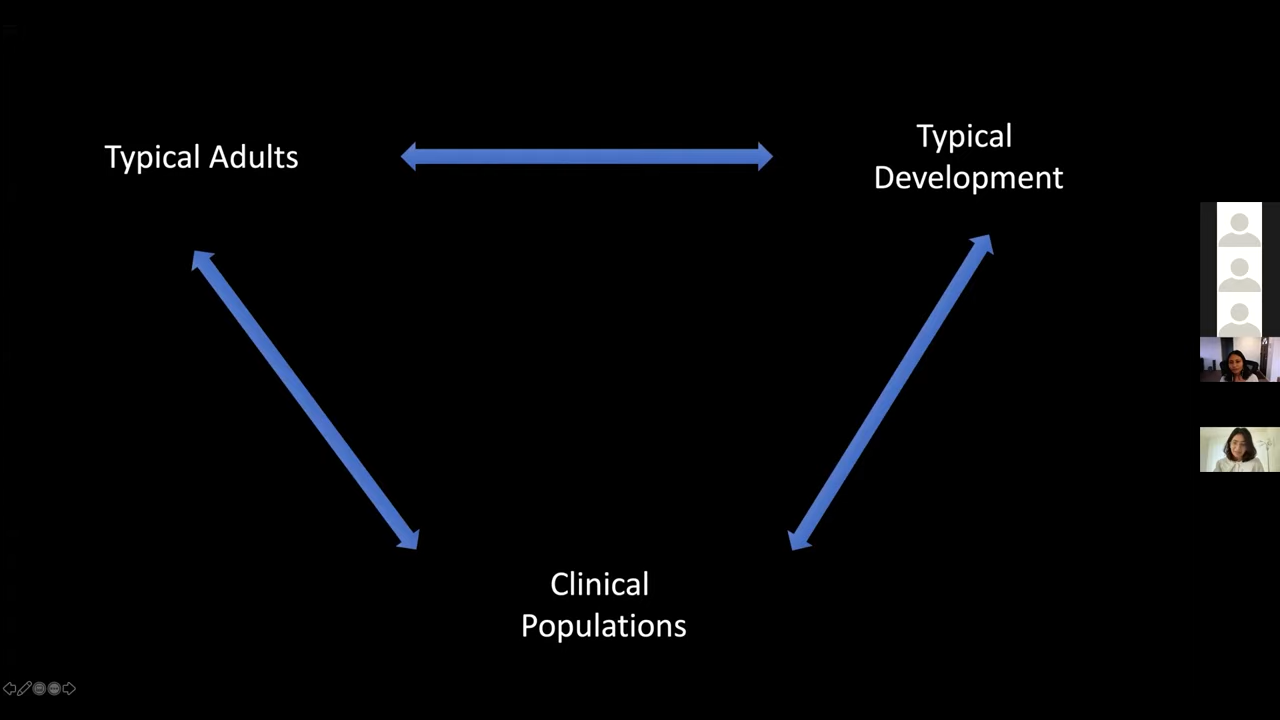 Typical Adults
Typical
Development
Clinical
Populations